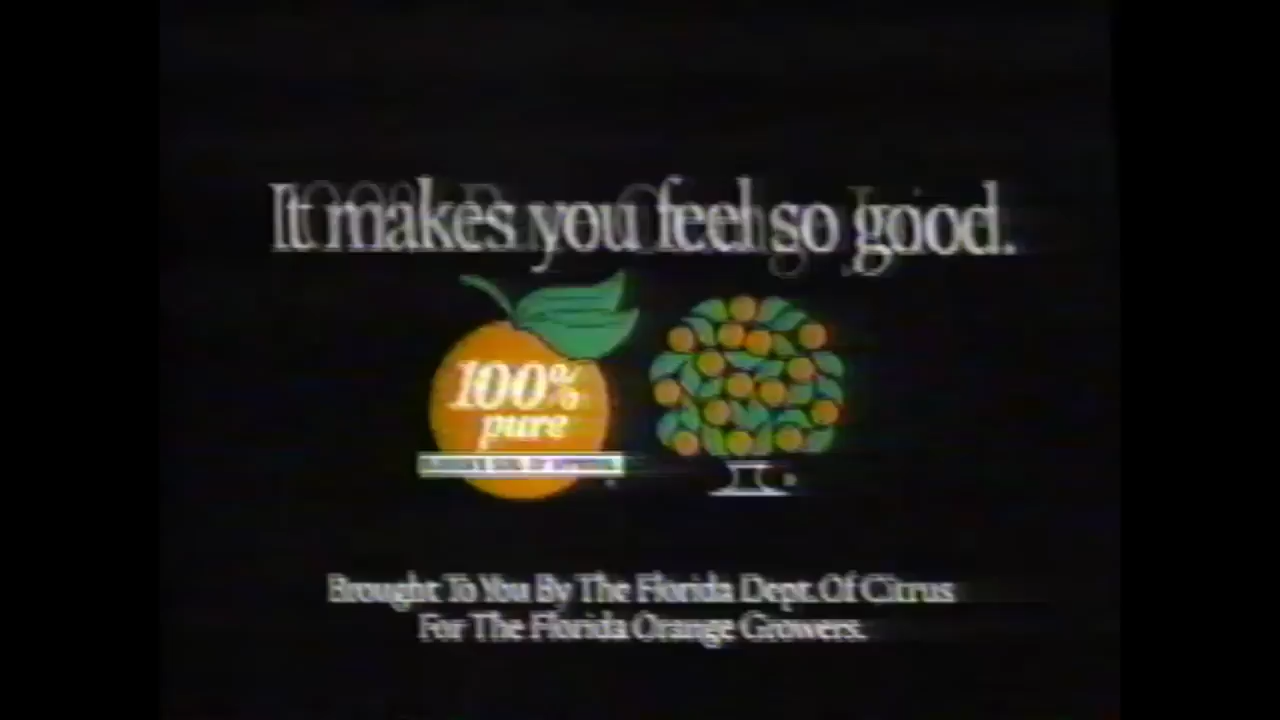 It makes you feel so good.
100%
pure
Brought To You By The Florida Dept. Of Citrus
For The Florida Orange Growers.